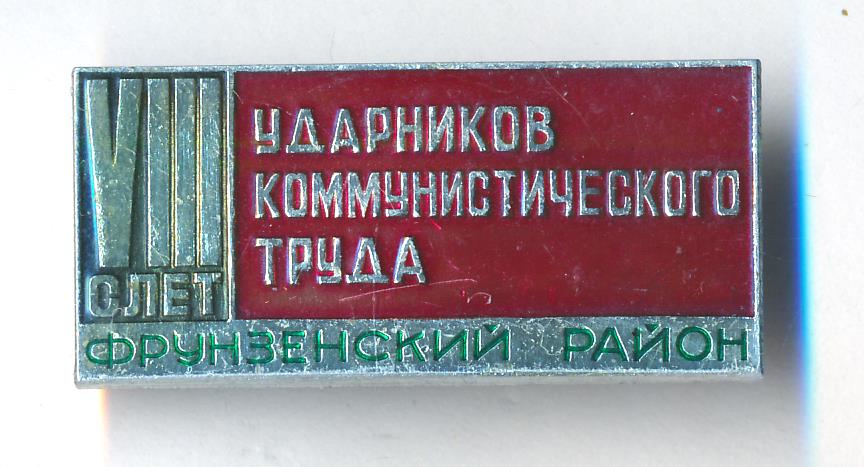 VIII
СЛЕТ
УДАРНИКОВ
КОММУНИСТИЧЕСКОГО
ТРУДА
ФРУНЗЕНСКИЙ РАЙОН